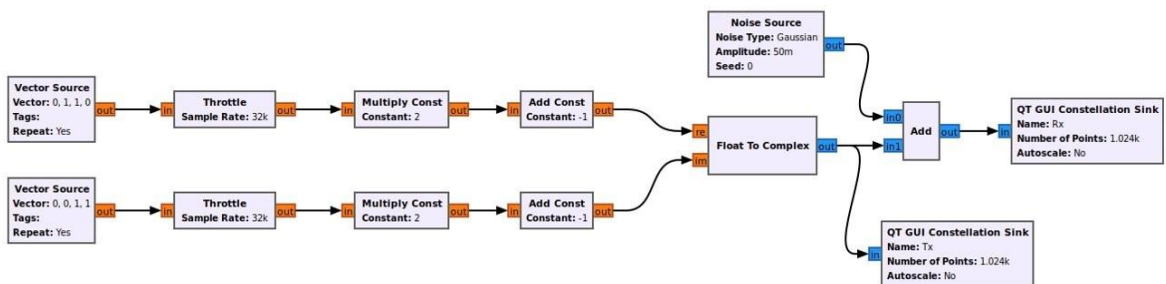 Noise Source
Noise Type: Gaussian
Amplitude: 50m
Seed: 0
out
Vector Source
Vector: 0, 1, 1, 0
Tags:
Repeat: Yes
out
in
Throttle
Sample Rate: 32k
out
in
Multiply Const
Constant: 2
out
in
Add Const
Constant: -1
out
re
im
Float To Complex
out
in0
in1
Add
out
in
QT GUI Constellation Sink
Name: Rx
Number of Points: 1.024k
Autoscale: No
Vector Source
Vector: 0, 0, 1, 1
Tags:
Repeat: Yes
out
in
Throttle
Sample Rate: 32k
out
in
Multiply Const
Constant: 2
out
in
Add Const
Constant: -1
out
in
QT GUI Constellation Sink
Name: Tx
Number of Points: 1.024k
Autoscale: No